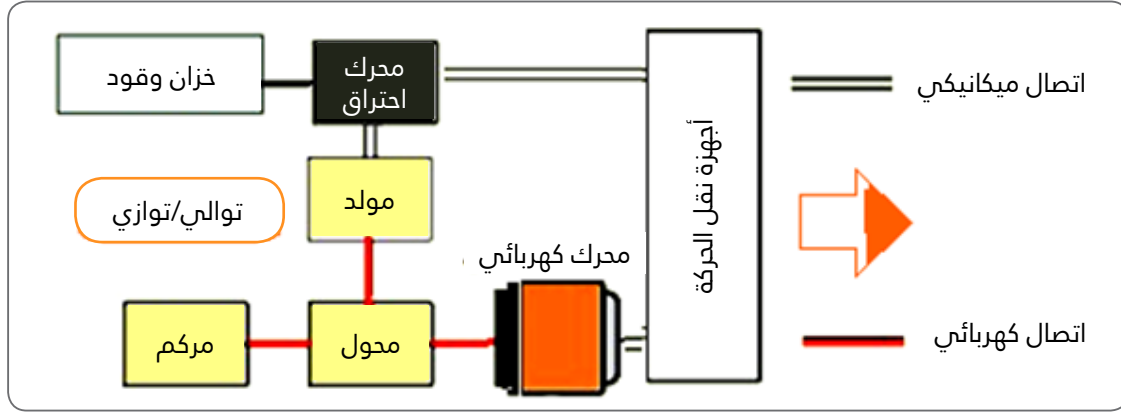 خزان وقود
محرك
احتراق
اتصال ميكانيكي
مولد
توالي/توازي
أجهزة نقل الحركة
محرك كهربائي
مركم
محول
اتصال كهربائي